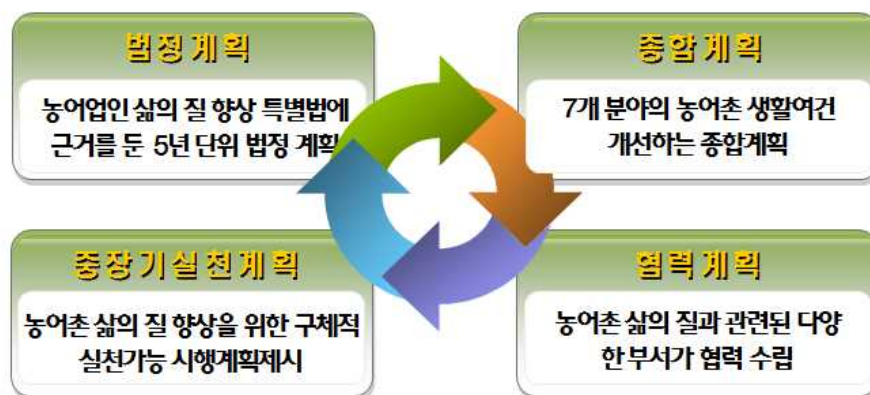 법정계획
농어업인 삶의 질 향상 특별법에
근거를 둔 5년 단위 법정 계획
종합계획
7개 분야의 농어촌 생활여건
개선하는 종합계획
중장기실천계획
농어촌 삶의 질 향상을 위한 구체적
실천가능 시행계획제시
협력계획
농어촌 삶의 질과 관련된 다양
한 부서가 협력 수립